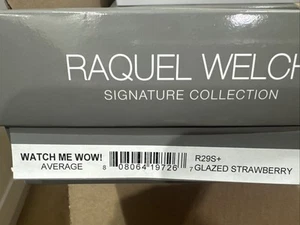 RAQUEL WELCH
SIGNATURE COLLECTION
WATCH ME WOW!
AVERAGE
8 08064 19726 7
R29S+
GLAZED STRAWBERRY